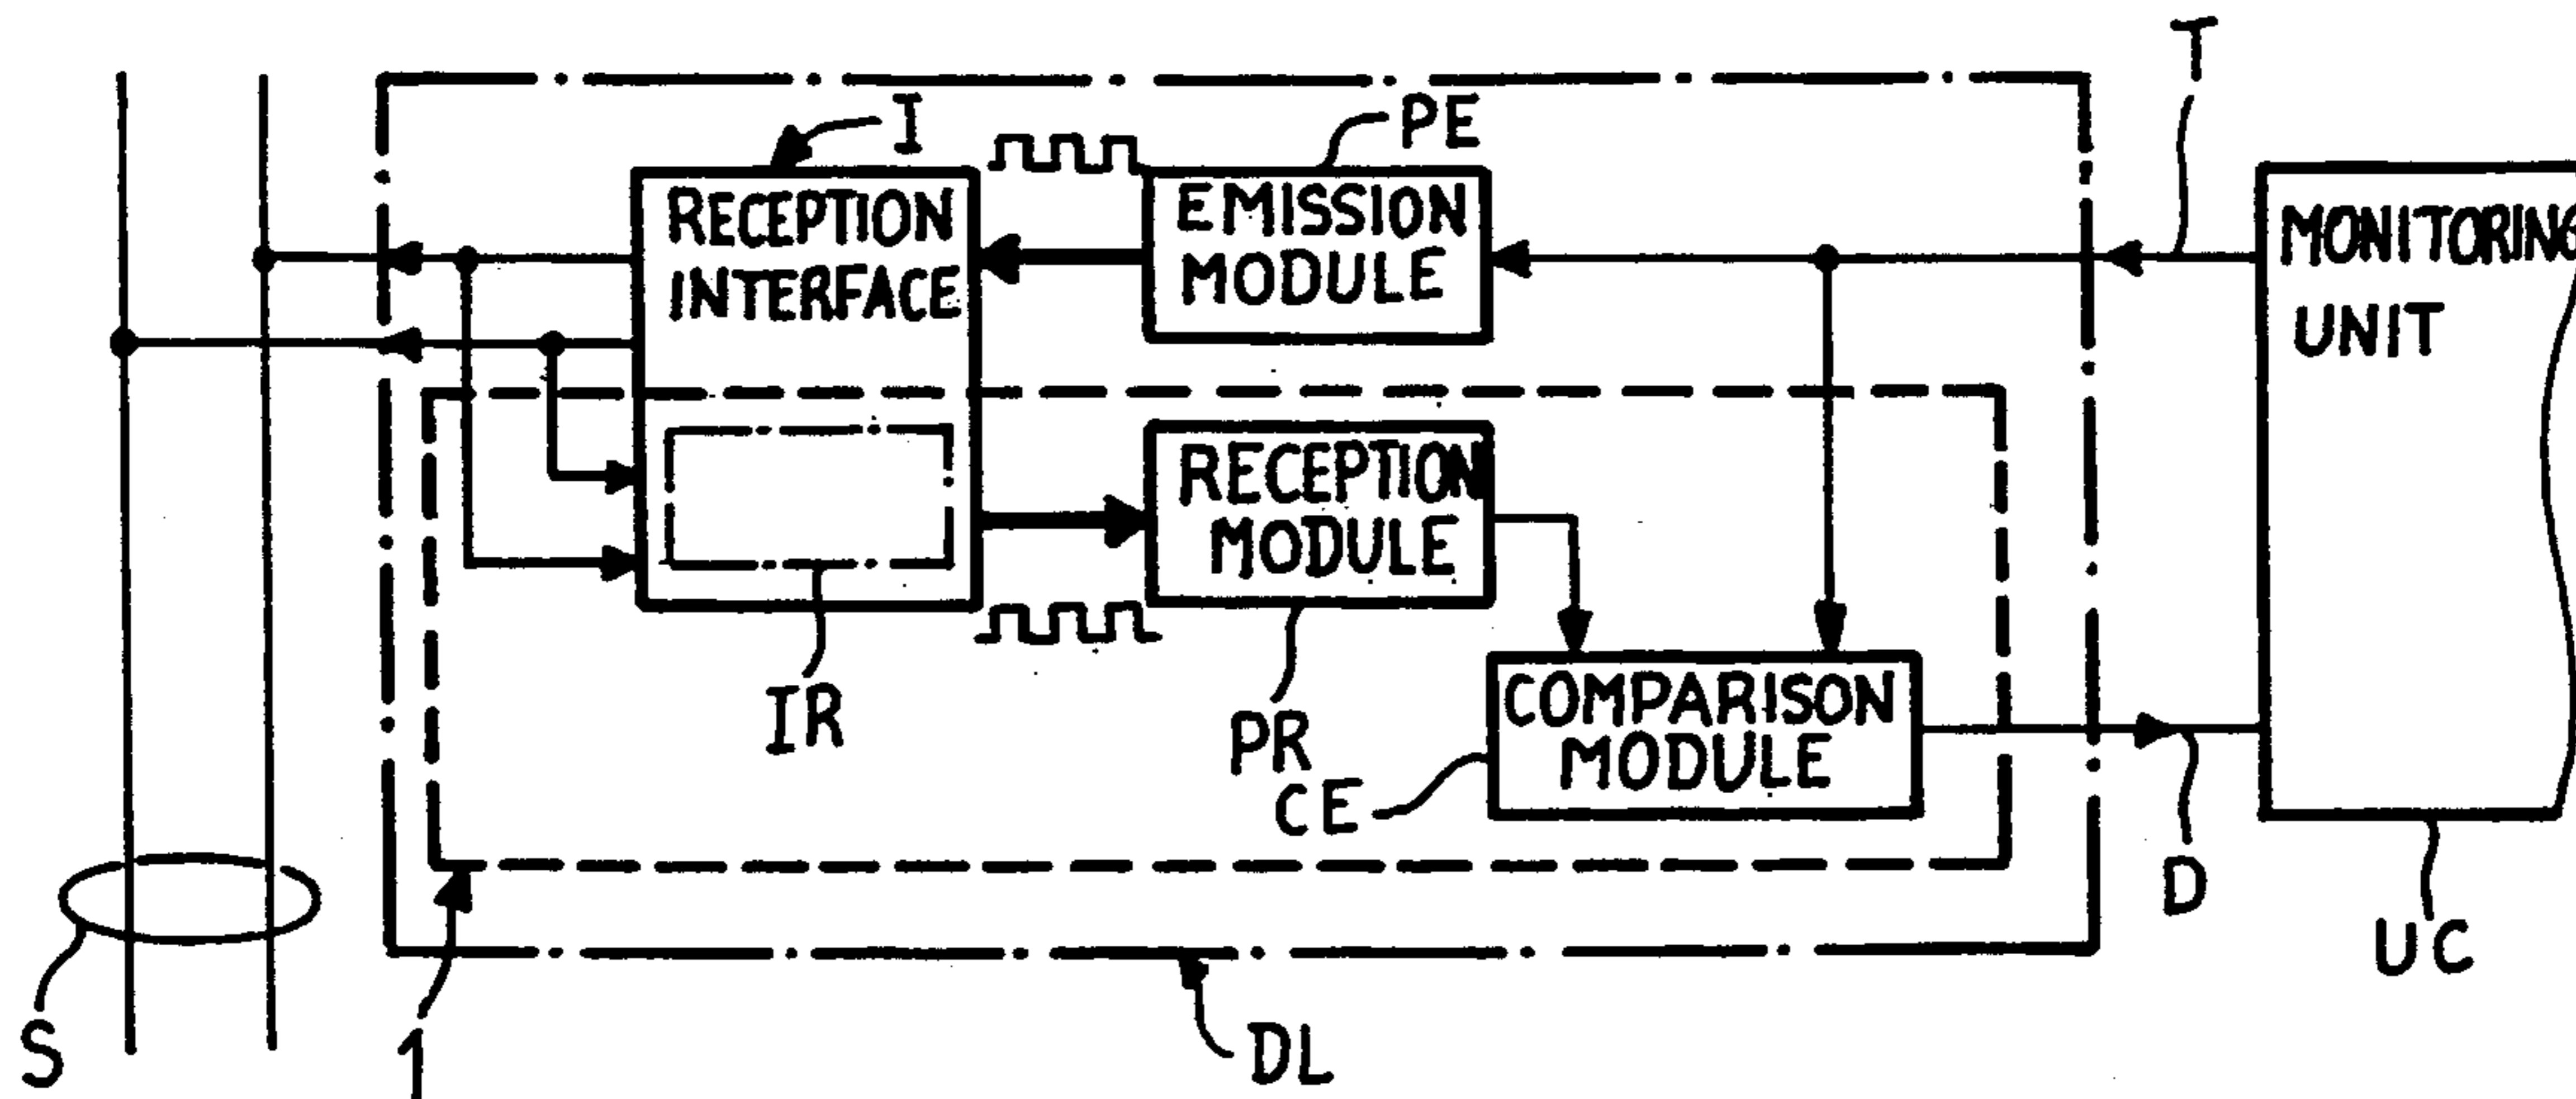 T
I
PE
RECEPTION
INTERFACE
EMISSION
MODULE
MONITORING
UNIT
RECEPTION
MODULE
IR
PR
COMPARISON
MODULE
CE
D
UC
S
1
DL